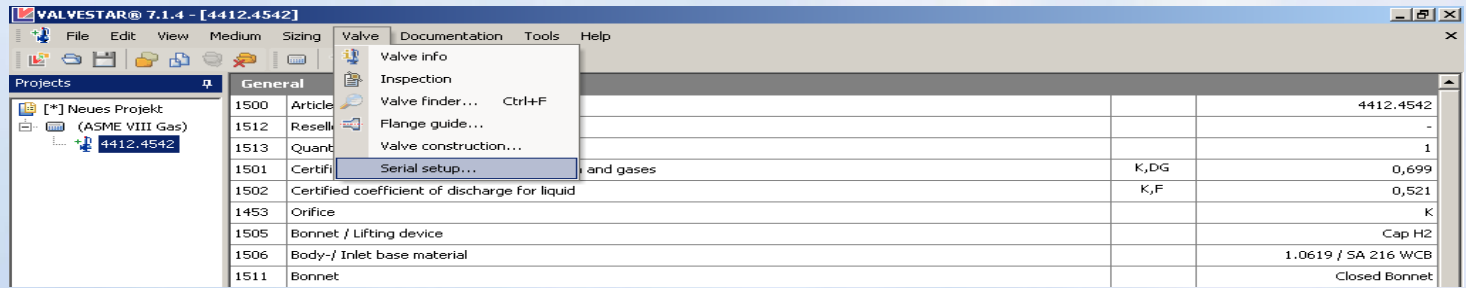 VALVESTAR® 7.1.4 - [4412.4542]
File Edit View Medium Sizing Valve Documentation Tools Help
Valve info
Inspection
Valve finder... Ctrl+F
Flange guide...
Valve construction...
Serial setup...
Projects
[*] Neues Projekt
(ASME VIII Gas)
4412.4542
General
1500 Article 4412.4542
1512 -
1513 1
1501 and gases K,DG 0,699
1502 Certified coefficient of discharge for liquid K,F 0,521
1453 Orifice K
1505 Bonnet / Lifting device Cap H2
1506 Body-/ Inlet base material 1.0619 / SA 216 WCB
1511 Bonnet Closed Bonnet